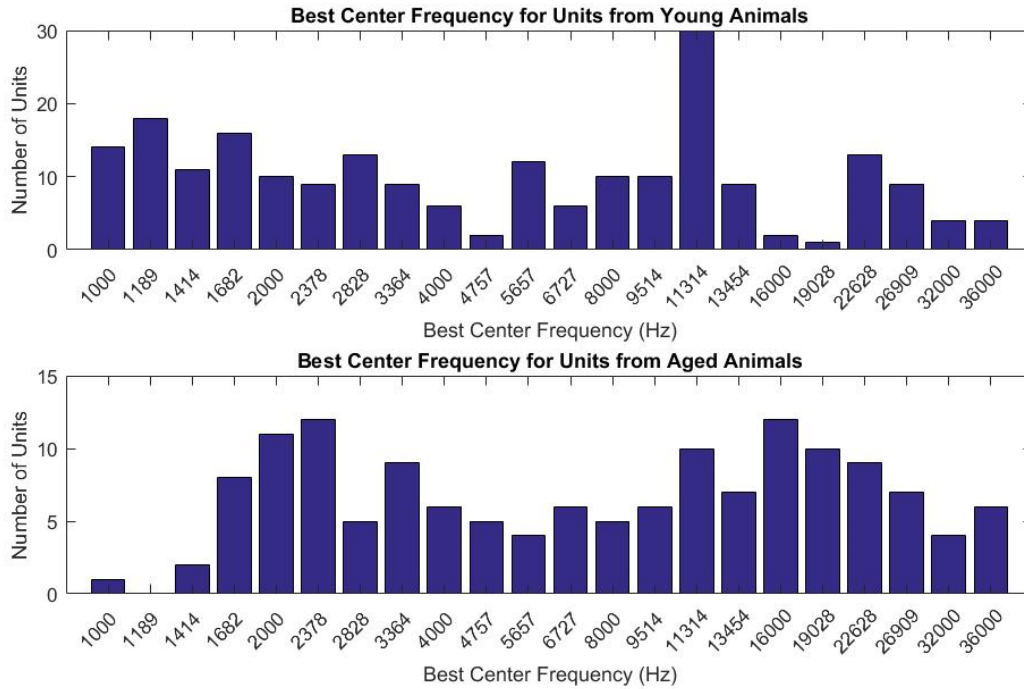 Best Center Frequency for Units from Young Animals
Number of Units
30
20
10
0
1000 1189 1414 1682 2000 2378 2828 3364 4000 4757 5657 6727 8000 9514 11314 13454 16000 19028 22628 26909 32000 36000
Best Center Frequency (Hz)
Best Center Frequency for Units from Aged Animals
Number of Units
15
10
5
0
1000 1189 1414 1682 2000 2378 2828 3364 4000 4757 5657 6727 8000 9514 11314 13454 16000 19028 22628 26909 32000 36000
Best Center Frequency (Hz)